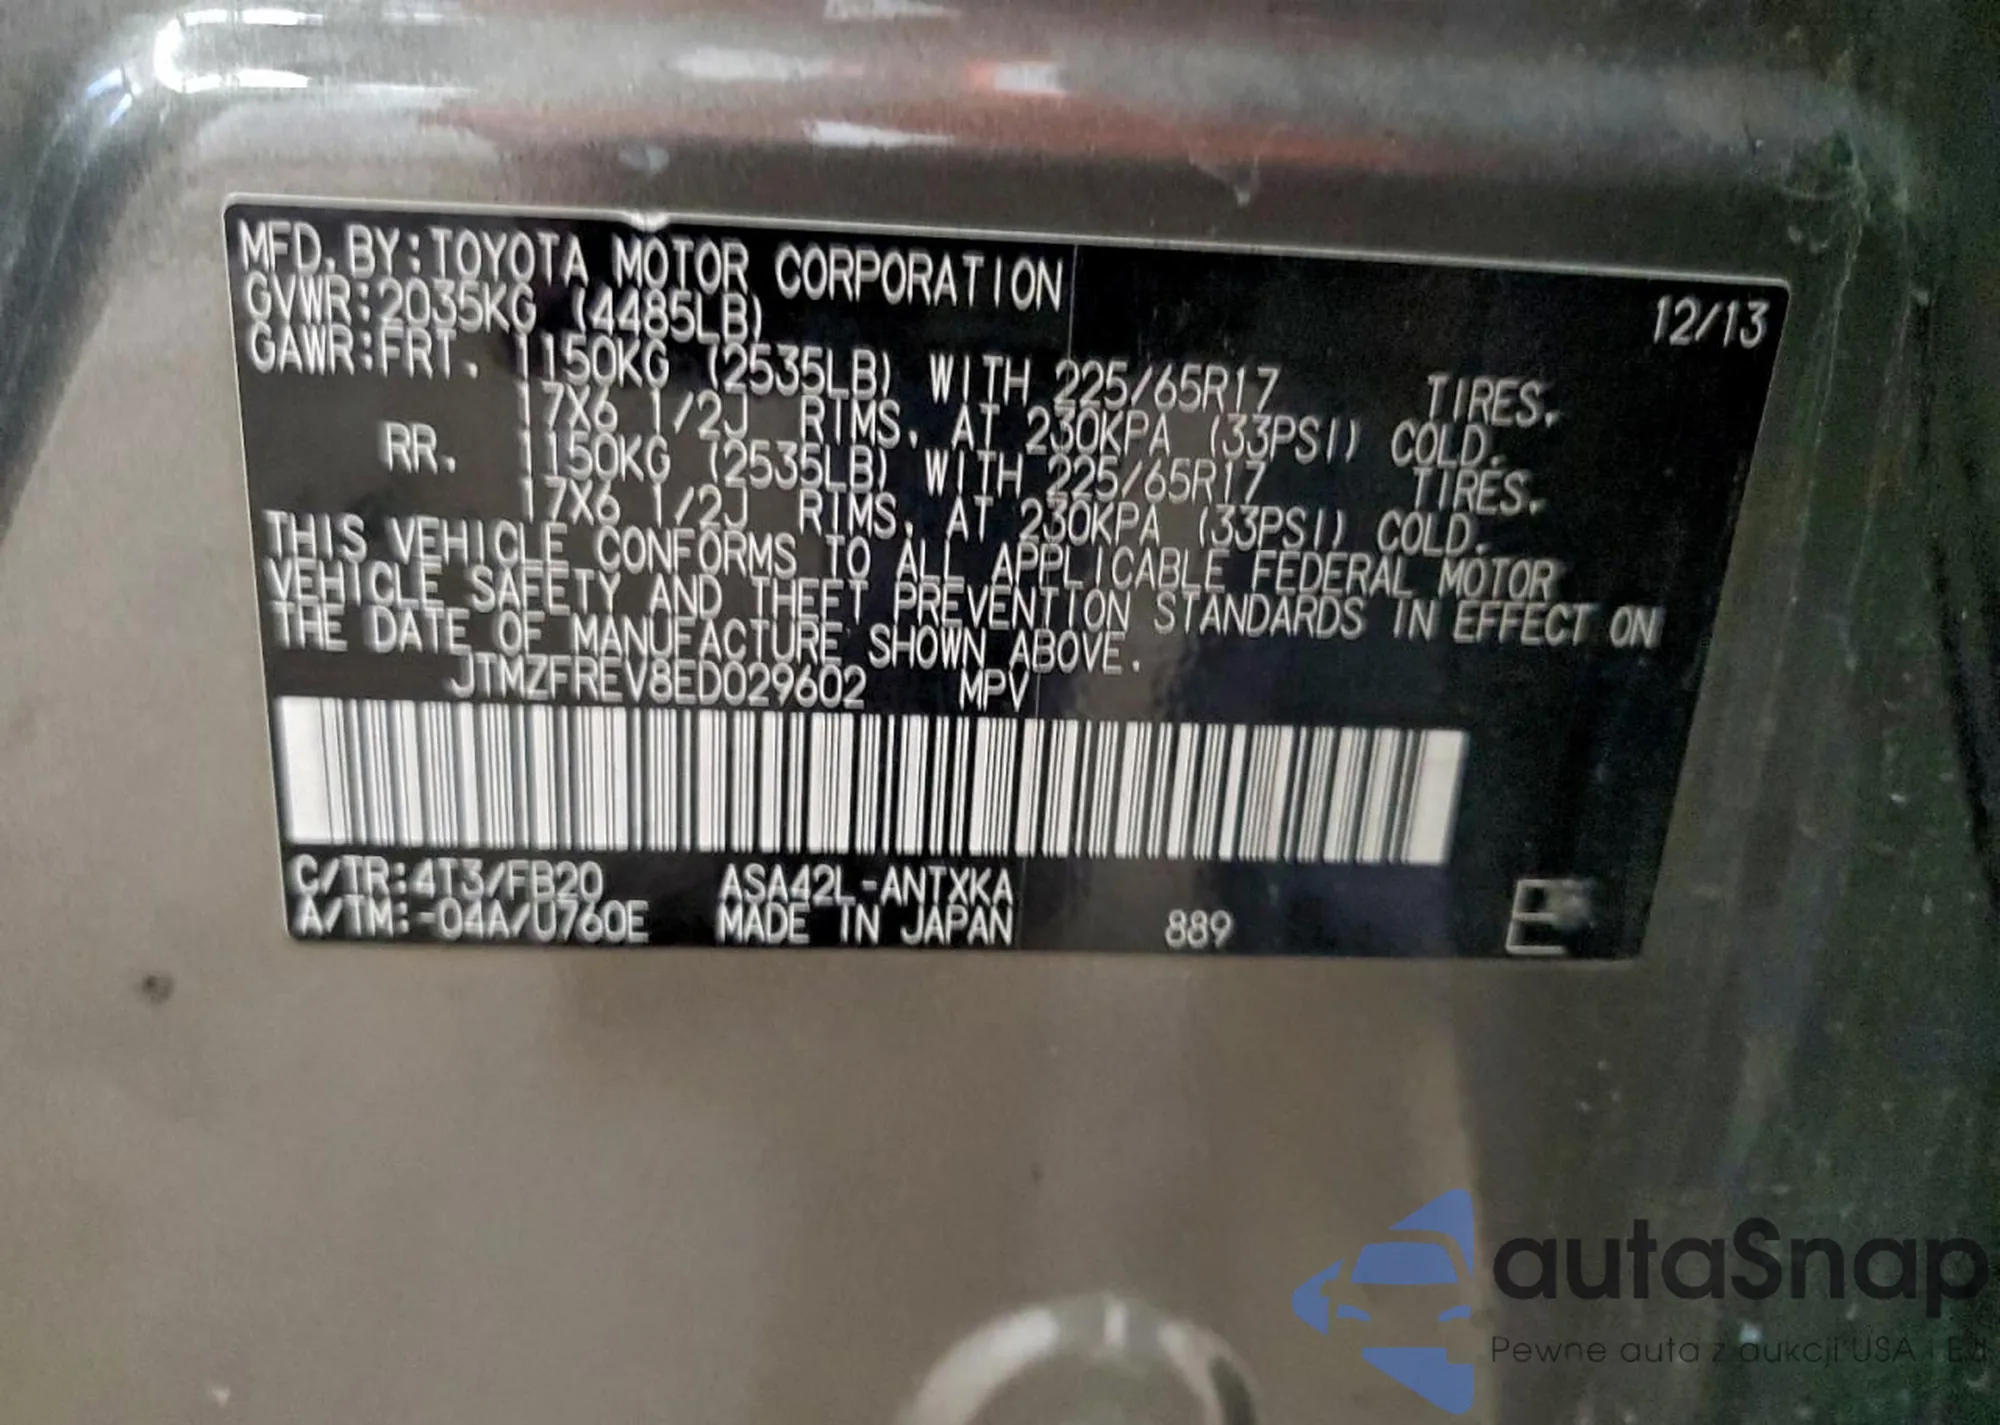 MFD. BY: TOYOTA MOTOR CORPORATION 12/13
GVWR: 2035KG (4485LB)
GAWR: FRT. 1150KG (2535LB) WITH 225/65R17 TIRES.
17X6 1/2J RIMS, AT 230KPA (33PSI) COLD.
RR. 1150KG (2535LB) WITH 225/65R17 TIRES.
17X6 1/2J RIMS, AT 230KPA (33PSI) COLD.
THIS VEHICLE CONFORMS TO ALL APPLICABLE FEDERAL MOTOR
VEHICLE SAFETY AND THEFT PREVENTION STANDARDS IN EFFECT ON
THE DATE OF MANUFACTURE SHOWN ABOVE.
JTMZFREV8ED029602 MPV
C/TR: 4T3/FB20 ASA42L-ANTXKA
A/TM: -04A/U760E MADE IN JAPAN 889
autaSnap
Pewne auta z aukcji USA i